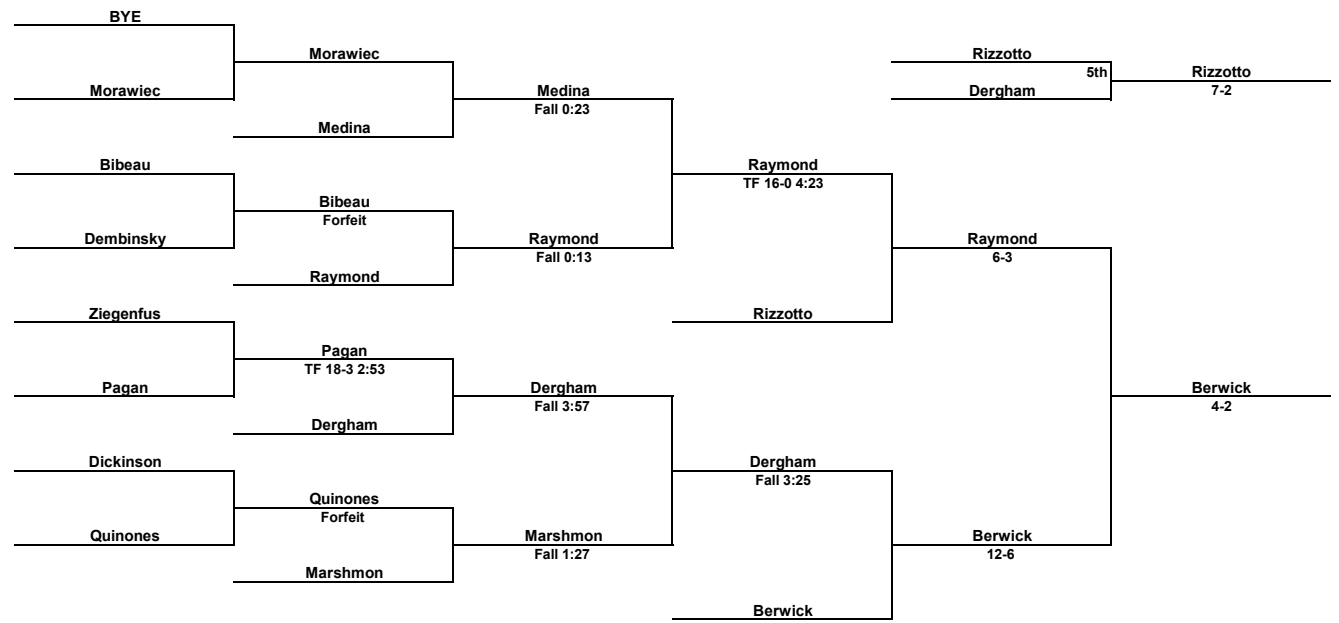 BYE
Morawiec
Rizzotto
5th
Rizzotto
Morawiec
Medina
Dergham
7-2
Fall 0:23
Medina
Bibeau
Raymond
TF 16-0 4:23
Bibeau
Forfeit
Dembinsky
Raymond
Raymond
Fall 0:13
6-3
Raymond
Ziegenfus
Rizzotto
Pagan
TF 18-3 2:53
Pagan
Dergham
Berwick
Fall 3:57
4-2
Dergham
Dickinson
Dergham
Fall 3:25
Quinones
Forfeit
Quinones
Marshmon
Berwick
Fall 1:27
12-6
Marshmon
Berwick